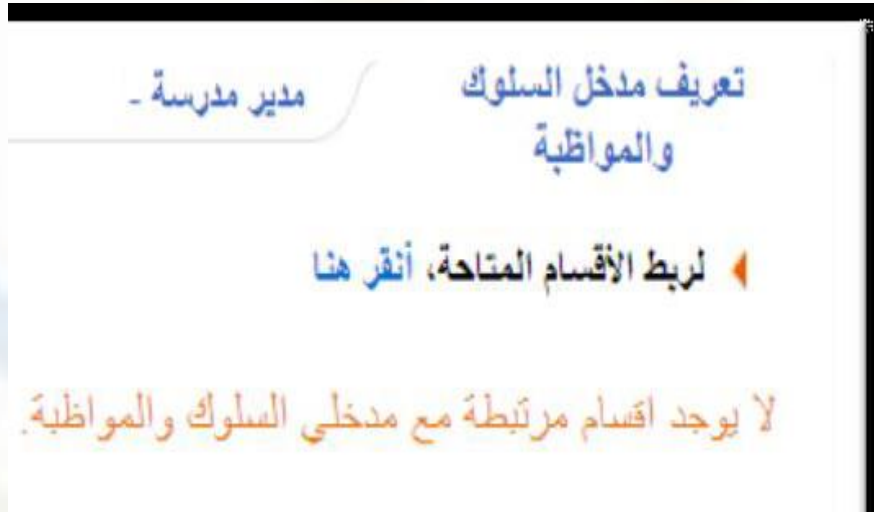 تعريف مدخل السلوك
والمواظبة
مدير مدرسة -
لربط الأقسام المتاحة، أنقر هنا
لا يوجد اقسام مرتبطة مع مدخلي السلوك والمواظبة.